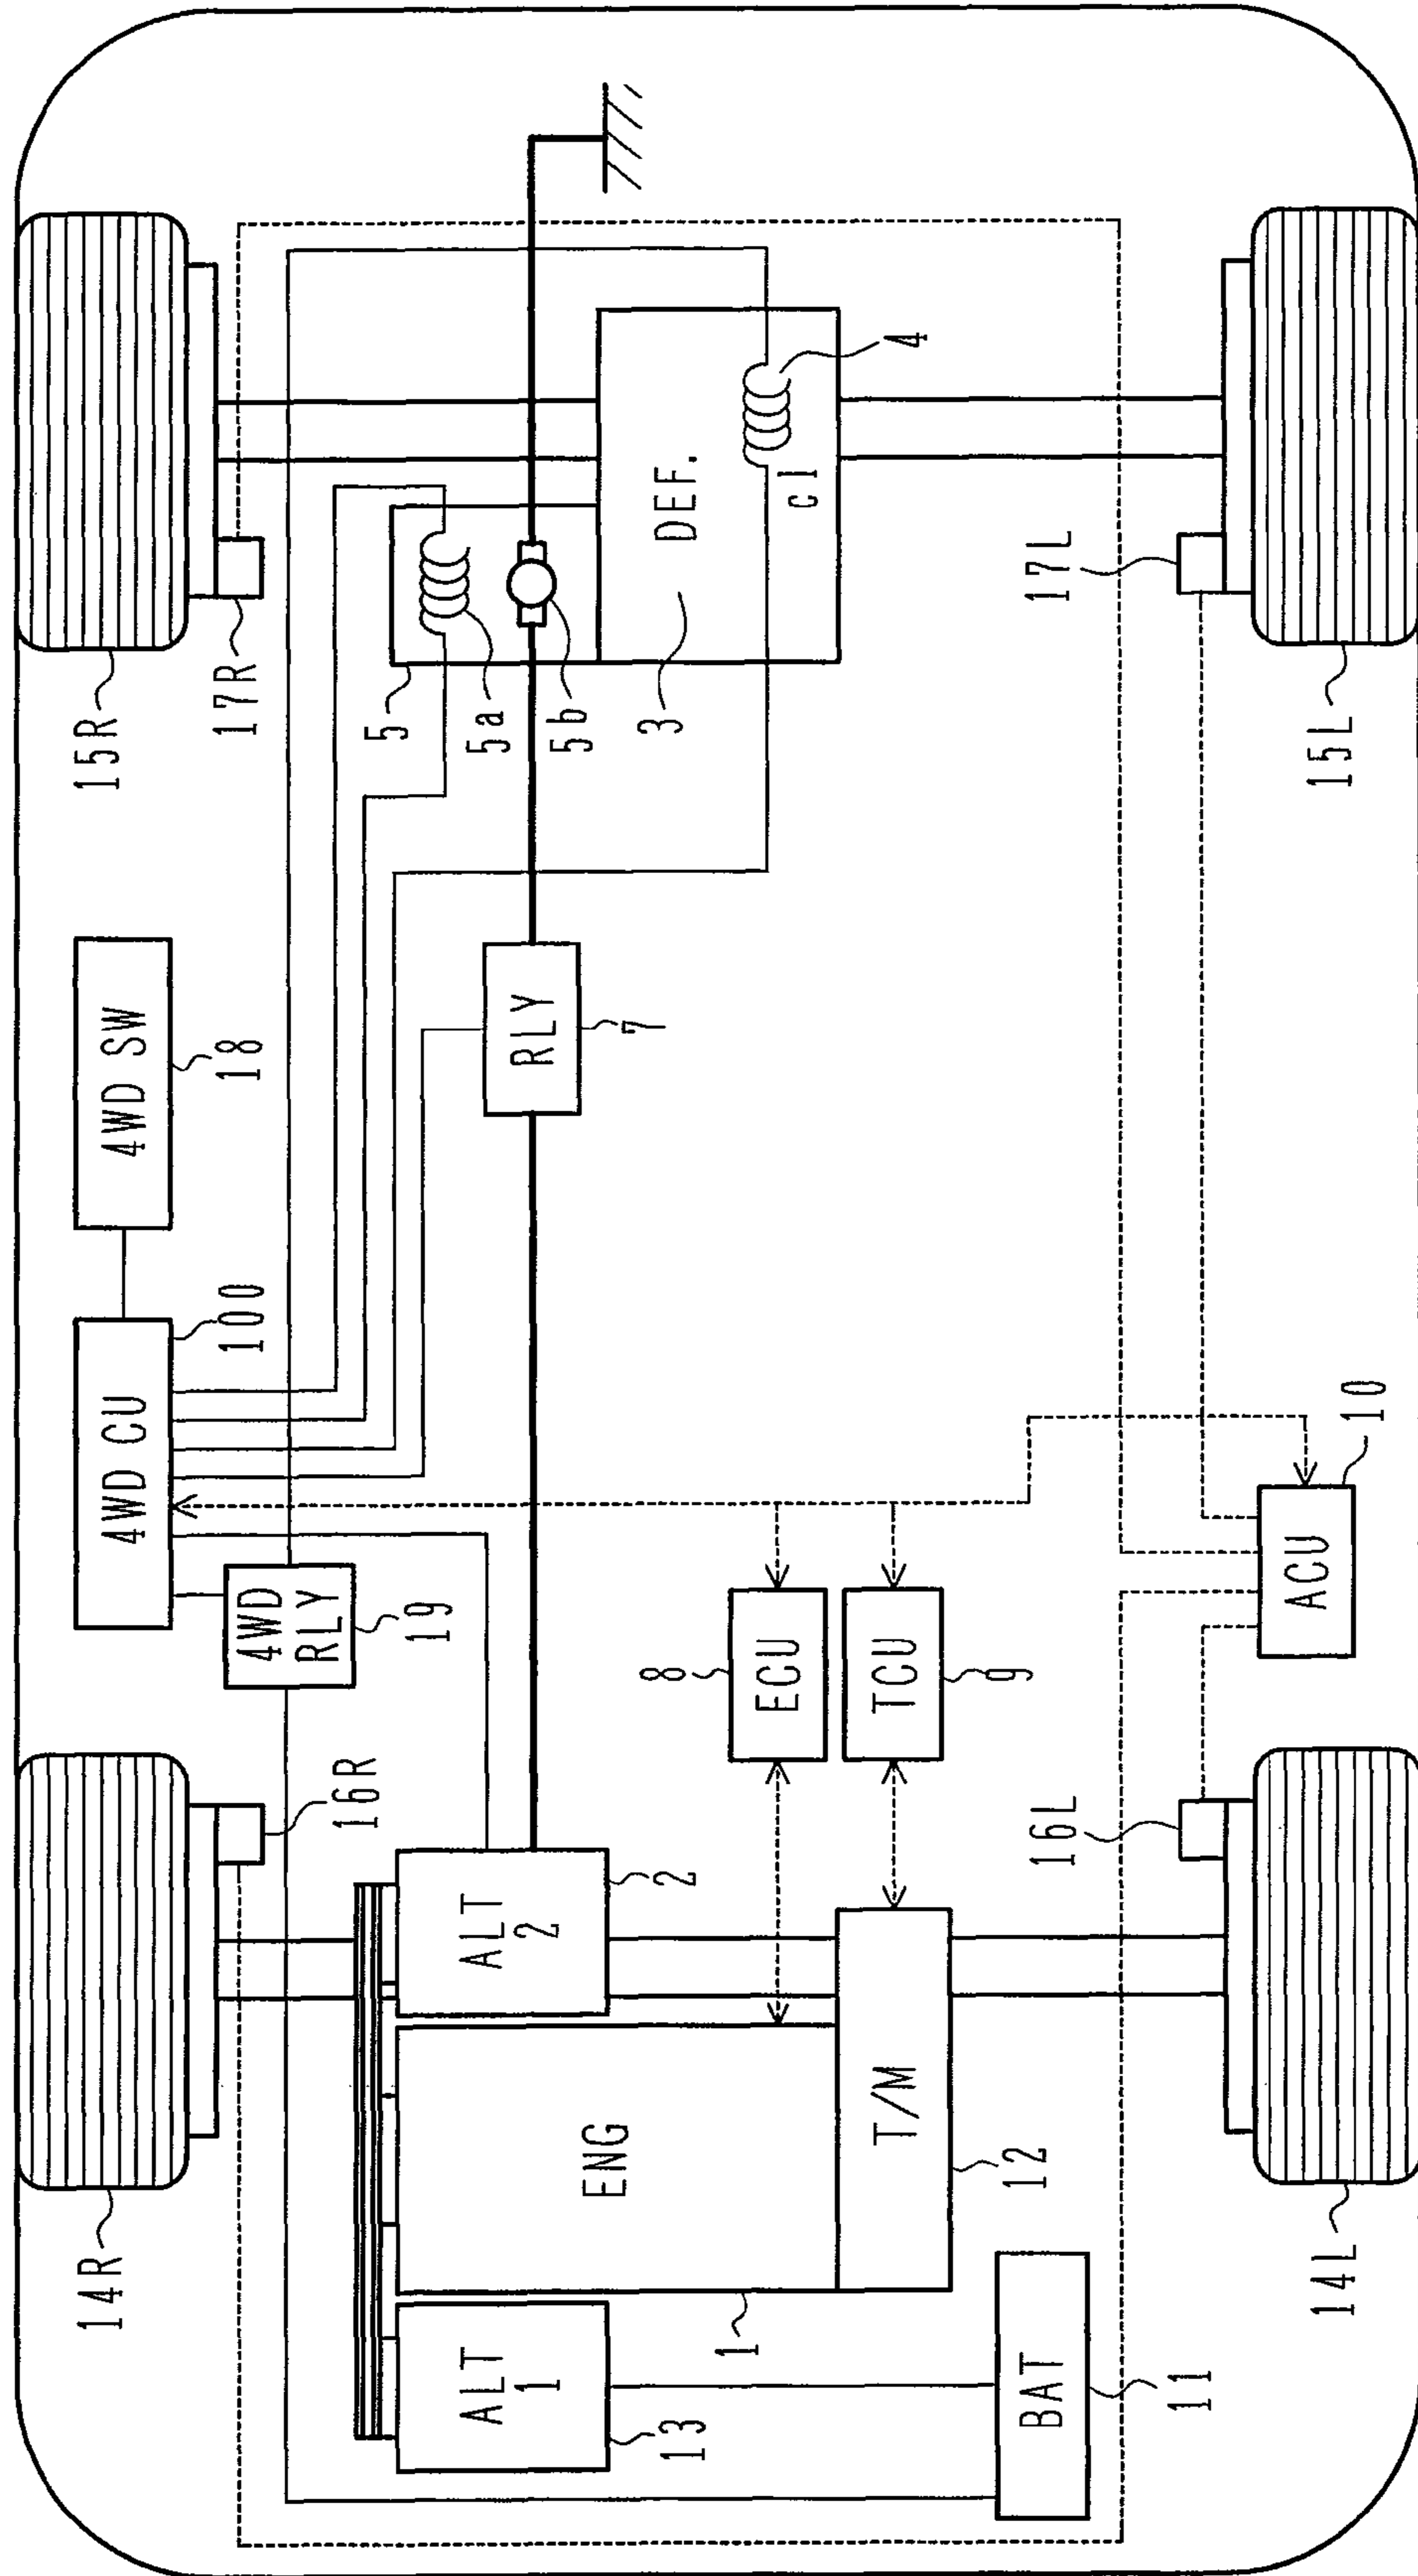 14R
16R
4WD
RLY
19
4WD CU
100
4WD SW
18
15R
17R
ALT
1
13
ENG
1
ALT
2
2
T/M
12
BAT
11
ECU
8
TCU
9
RLY
7
5
5a
5b
3
DEF.
cl
4
14L
16L
ACU
10
15L
17L